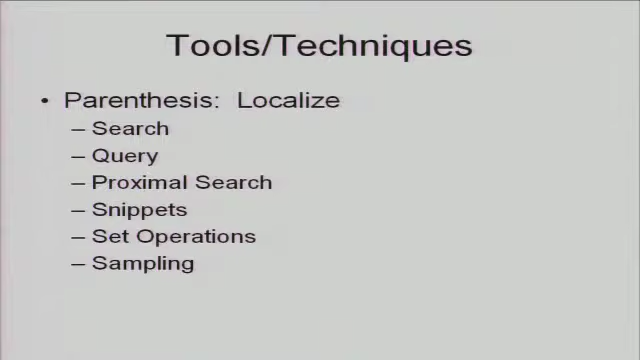 Tools/Techniques
• Parenthesis: Localize
– Search
– Query
– Proximal Search
– Snippets
– Set Operations
– Sampling